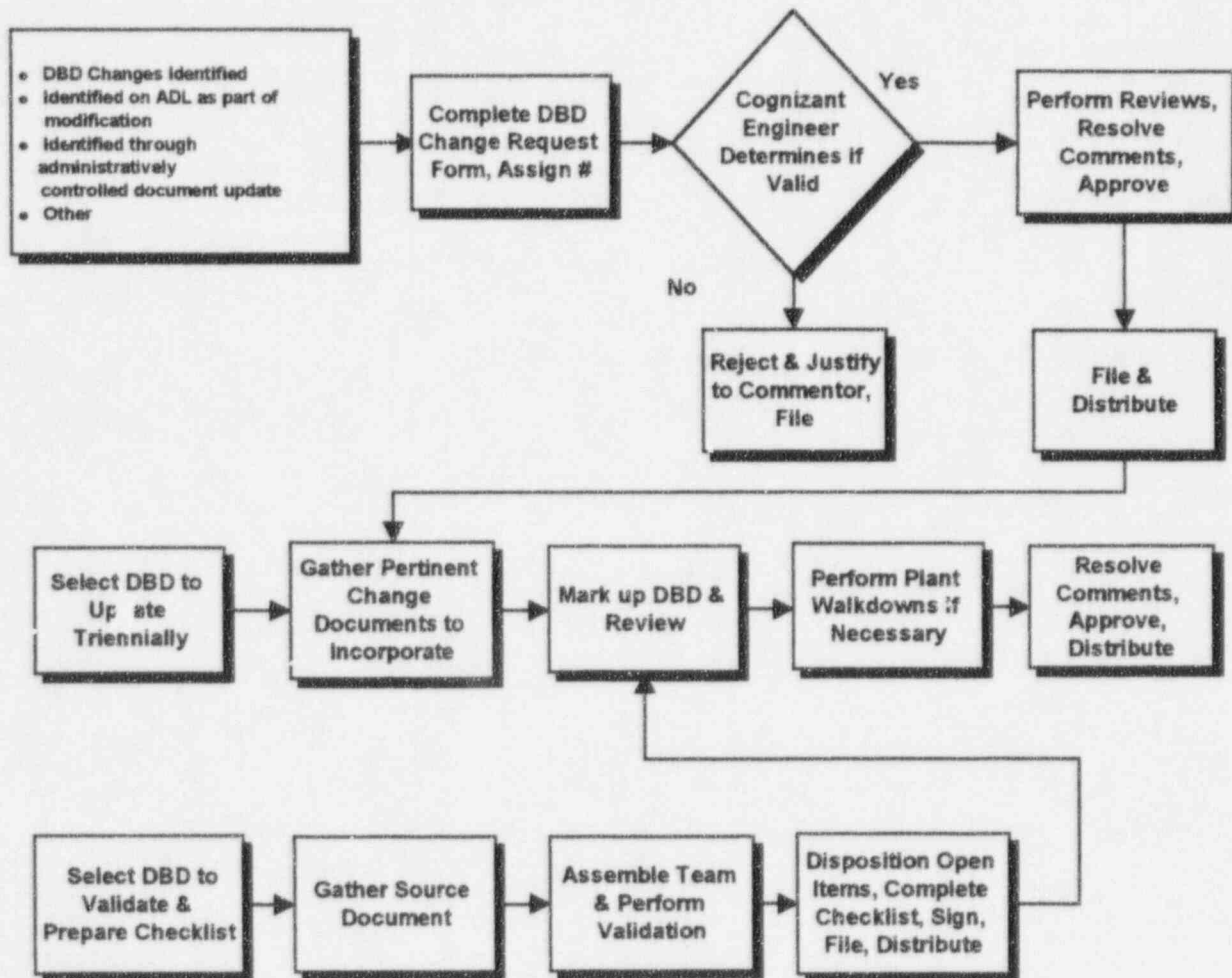 • DBD Changes identified
• identified on ADL as part of
modification
• identified through
administratively
controlled document update
• Other
Complete DBD
Change Request
Form, Assign #
Cognizant
Engineer
Determines if
Valid
Yes
No
Perform Reviews,
Resolve
Comments,
Approve
Reject & Justify
to Commentor,
File
File &
Distribute
Select DBD to
Triennially
Gather Pertinent
Change
Documents to
Incorporate
Mark up DBD &
Review
Perform Plant
Walkdowns if
Necessary
Resolve
Comments,
Approve,
Distribute
Select DBD to
Validate &
Prepare Checklist
Gather Source
Document
Assemble Team
& Perform
Validation
Disposition Open
Items, Complete
Checklist, Sign,
File, Distribute